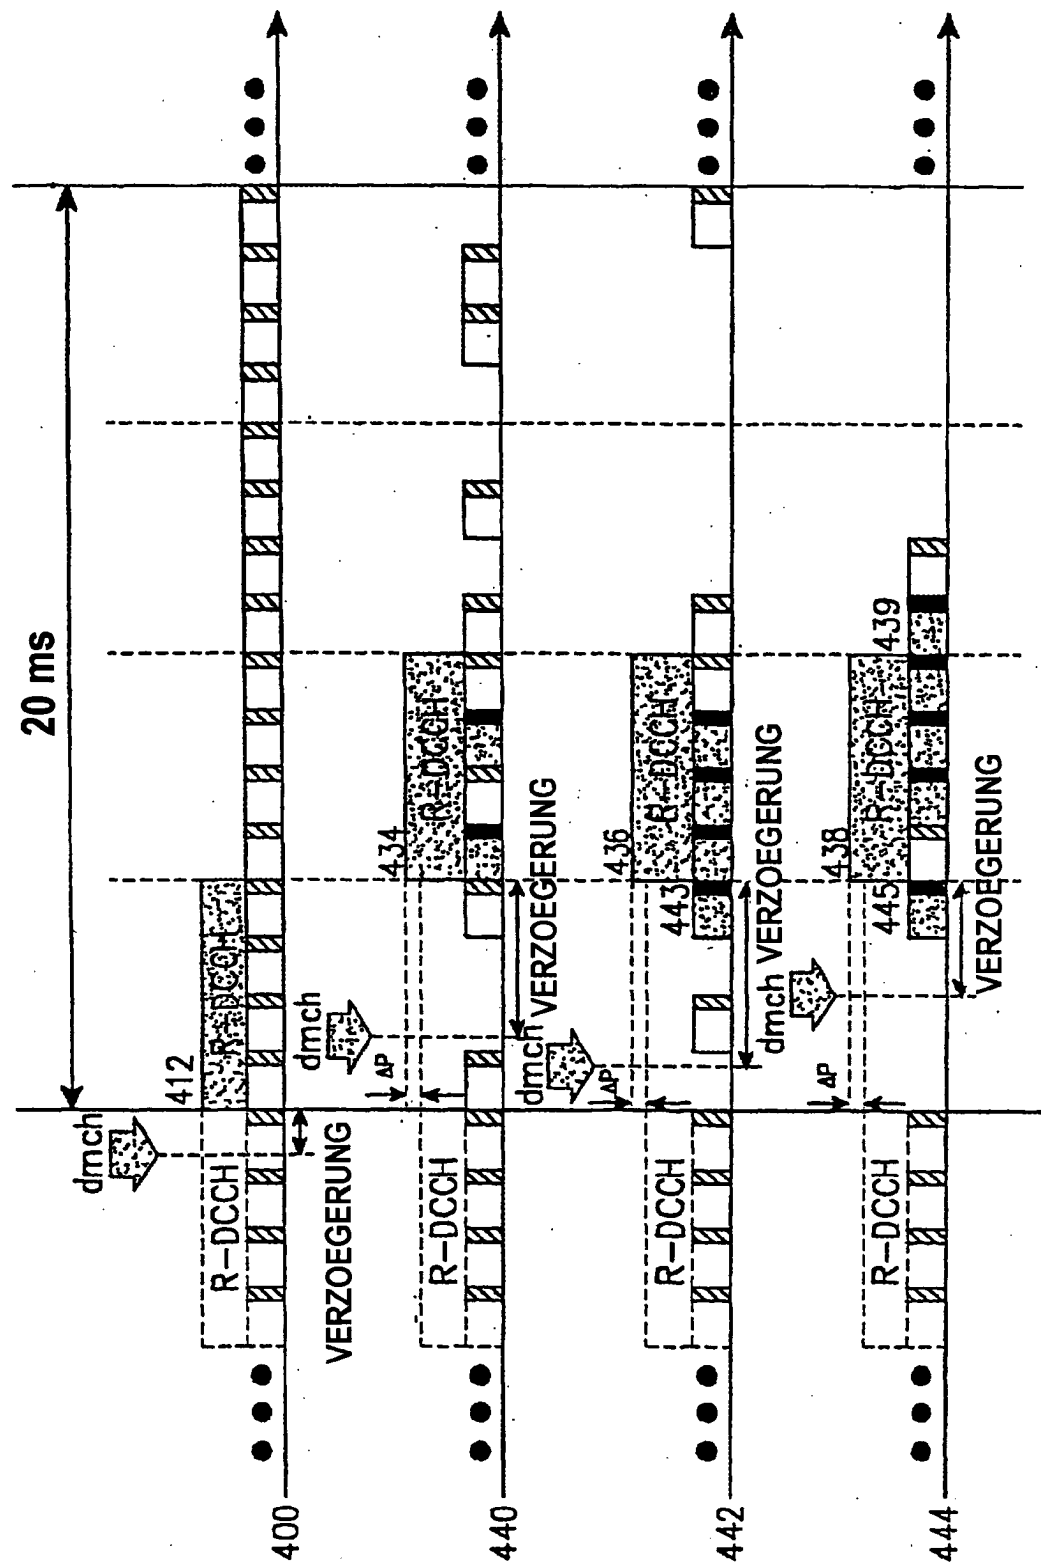 20 ms
dmch
412
R-DCCH
R-DCCH
VERZOEGERUNG
400
dmch
ΔP
434
R-DCCH
R-DCCH
VERZOEGERUNG
440
dmch
ΔP
436
R-DCCH
R-DCCH
443
VERZOEGERUNG
442
dmch
ΔP
438
R-DCCH
R-DCCH
445
439
VERZOEGERUNG
444